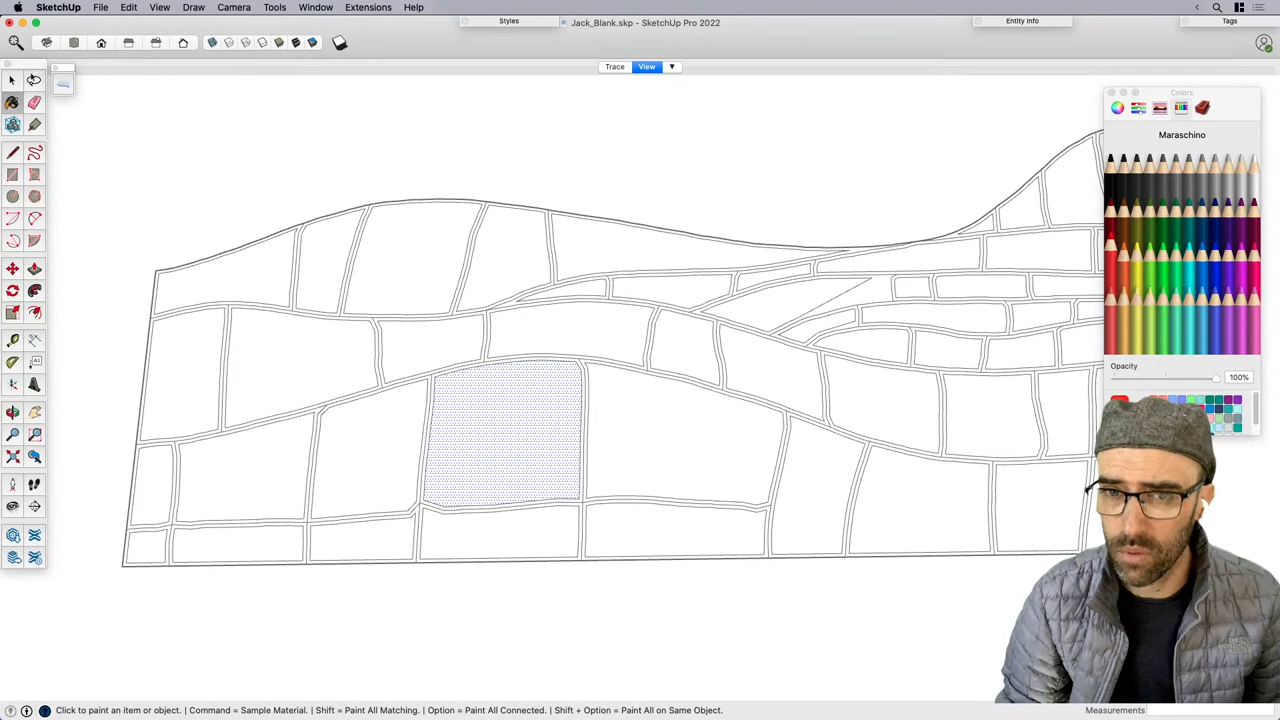 SketchUp File Edit View Draw Camera Tools Window Extensions Help
Styles
Jack_Blank.skp - SketchUp Pro 2022
Entity Info
Tags
Trace View
Colors
Maraschino
Opacity
100%
Click to paint an item or object. | Command = Sample Material. | Shift = Paint All Matching. | Option = Paint All Connected. | Shift + Option = Paint All on Same Object.
Measurements